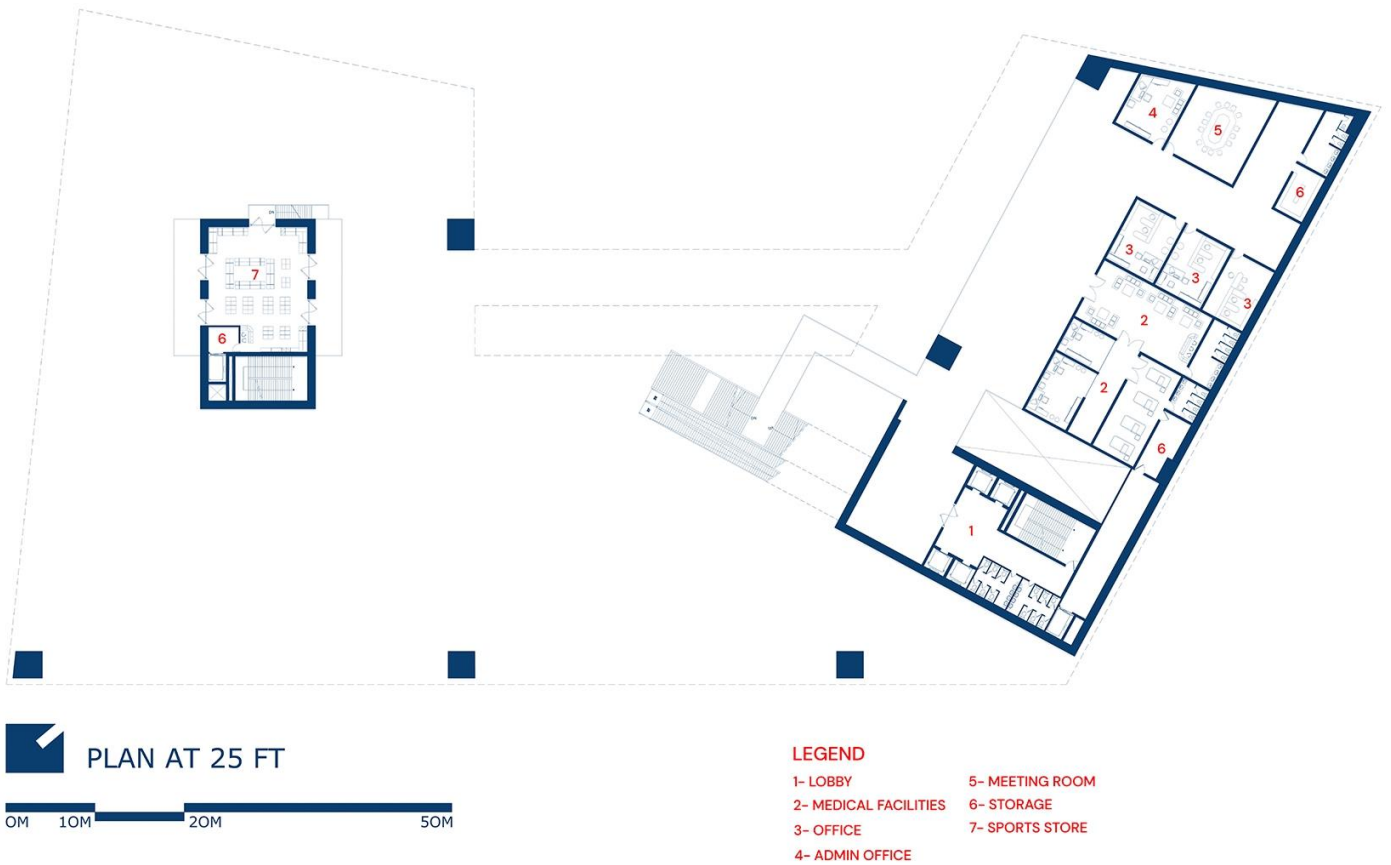 4
5
6
7
3
3
3
6
2
2
6
1
PLAN AT 25 FT
0M 10M 20M 50M
LEGEND
1- LOBBY
2- MEDICAL FACILITIES
3- OFFICE
4- ADMIN OFFICE
5- MEETING ROOM
6- STORAGE
7- SPORTS STORE